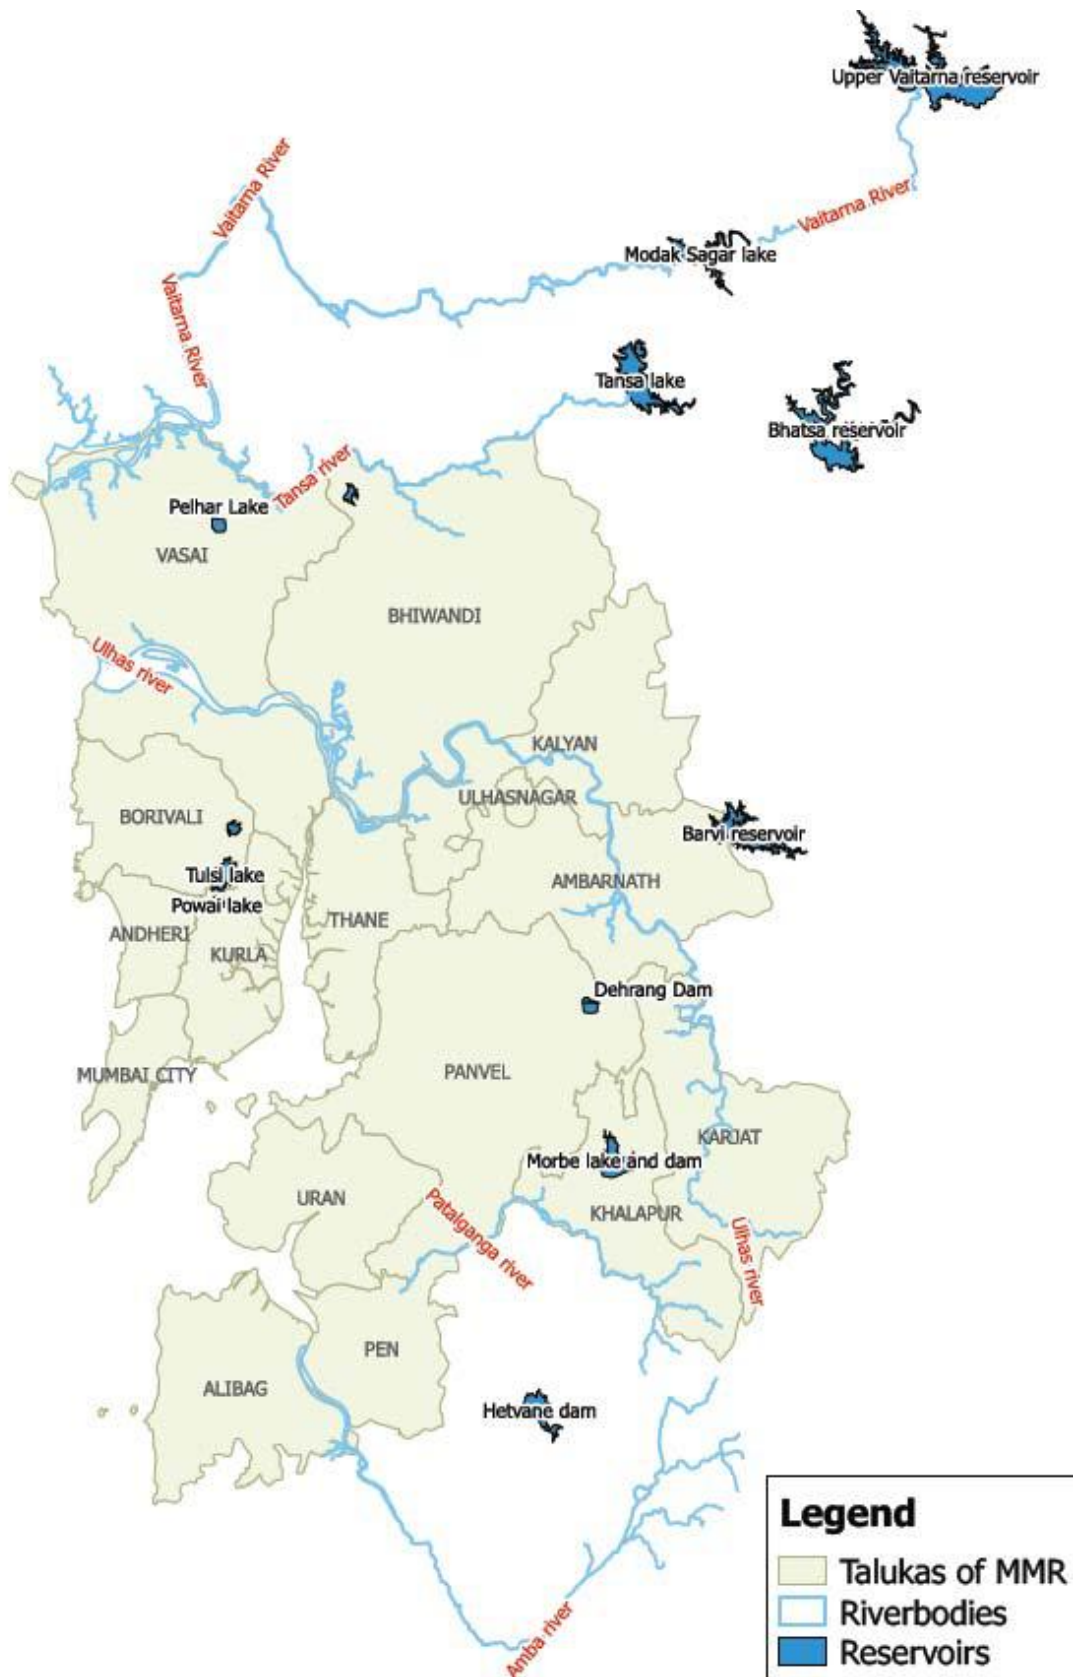 Upper Vaitarna reservoir
Vaitarna River
Vaitarna River
Modak Sagar lake
Vaitarna River
Tansa lake
Bhatsa reservoir
Tansa river
Pelhar Lake
VASAI
BHIWANDI
Ulhas river
KALYAN
ULHASNAGAR
BORIVALI
Barvi reservoir
Tulsi lake
AMBARNATH
Powai lake
THANE
ANDHERI
KURLA
Dehrang Dam
MUMBAI CITY
PANVEL
KARJAT
Morbe lake and dam
URAN
Patalganga river
KHALAPUR
Ulhas river
PEN
ALIBAG
Hetvane dam
Amba river
Legend
Talukas of MMR
Riverbodies
Reservoirs